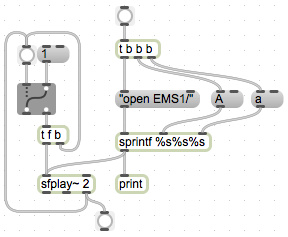 1
t b b b
"open EMS1/"
A
a
t f b
sprintf %s%s%s
sfplay~ 2
print